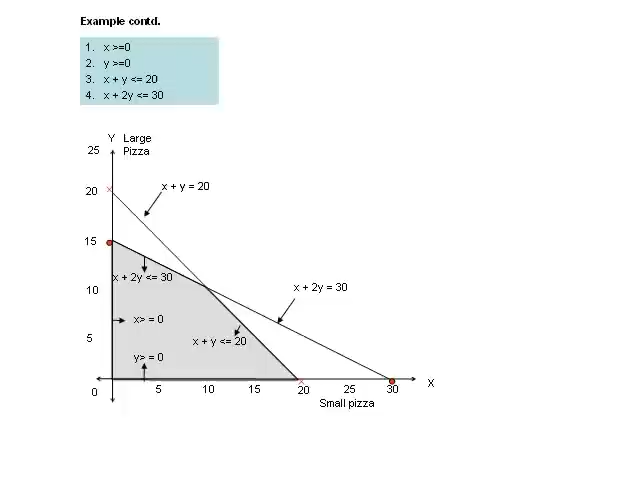 Example contd.
1. x >=0
2. y >=0
3. x + y <= 20
4. x + 2y <= 30
Y Large
Pizza
25
20
x + y = 20
15
x + 2y <= 30
10
x + 2y = 30
x> = 0
5
x + y <= 20
y> = 0
0
5
10
15
20
25
30
X
Small pizza